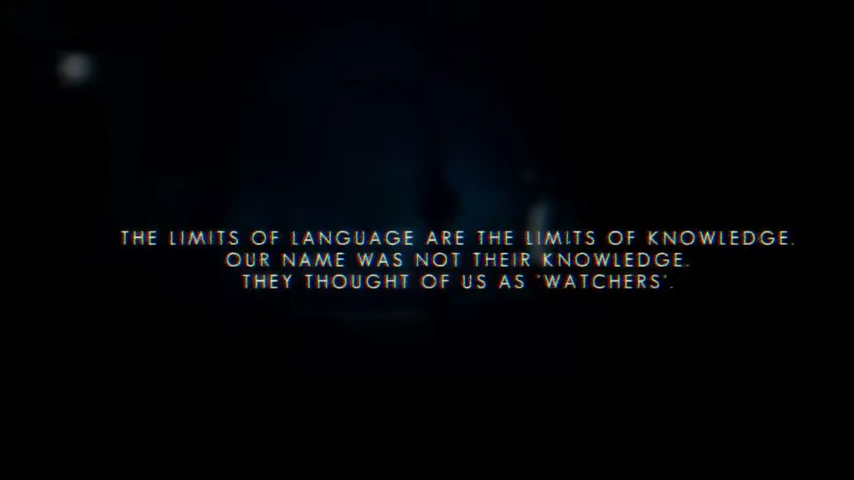 THE LIMITS OF LANGUAGE ARE THE LIMITS OF KNOWLEDGE.
OUR NAME WAS NOT THEIR KNOWLEDGE.
THEY THOUGHT OF US AS 'WATCHERS'.